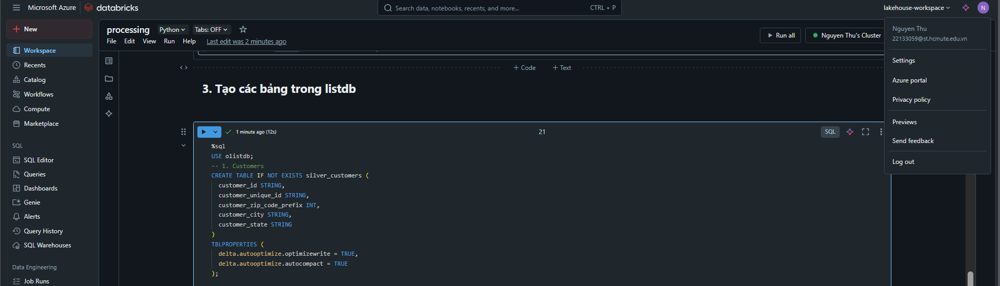 Microsoft Azure databricks Search data, notebooks, recents, and more... CTRL + P lakehouse-workspace N
New
Workspace
Recents
Catalog
Workflows
Compute
Marketplace
SQL
SQL Editor
Queries
Dashboards
Genie
Alerts
Query History
SQL Warehouses
Data Engineering
Job Runs
processing Python Tabs: OFF
File Edit View Run Help Last edit was 2 minutes ago
Run all Nguyen Thu's Cluster
+ Code + Text
3. Tạo các bảng trong listdb
1 minute ago (12s) 21 SQL
%sql
USE olistdb;
-- 1. Customers
CREATE TABLE IF NOT EXISTS silver_customers (
customer_id STRING,
customer_unique_id STRING,
customer_zip_code_prefix INT,
customer_city STRING,
customer_state STRING
)
TBLPROPERTIES (
delta.autooptimize.optimizewrite = TRUE,
delta.autooptimize.autocompact = TRUE
);
Nguyen Thu
22133059@st.hcmute.edu.vn
Settings
Azure portal
Privacy policy
Previews
Send feedback
Log out